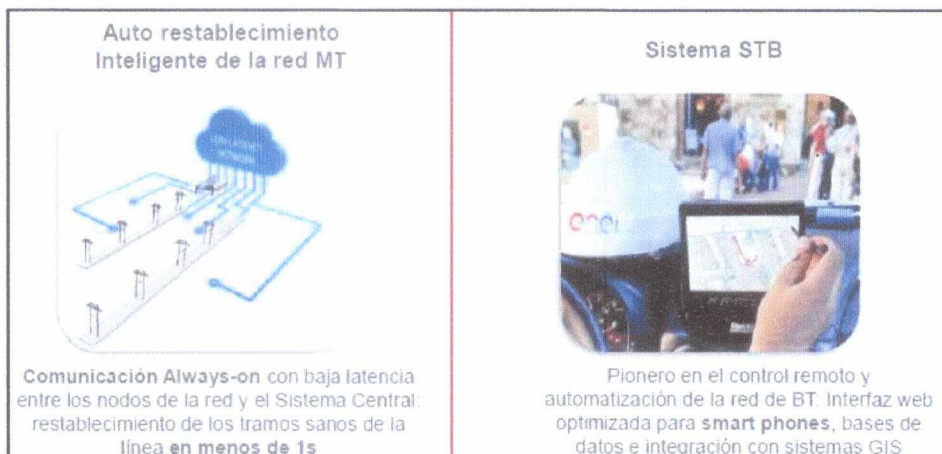 Auto restablecimiento
Inteligente de la red MT
LOW LATENCY
NETWORK
Comunicación Always-on con baja latencia
entre los nodos de la red y el Sistema Central:
restablecimiento de los tramos sanos de la
línea en menos de 1s
Sistema STB
enel
Pionero en el control remoto y
automatización de la red de BT: Interfaz web
optimizada para smart phones, bases de
datos e integración con sistemas GIS